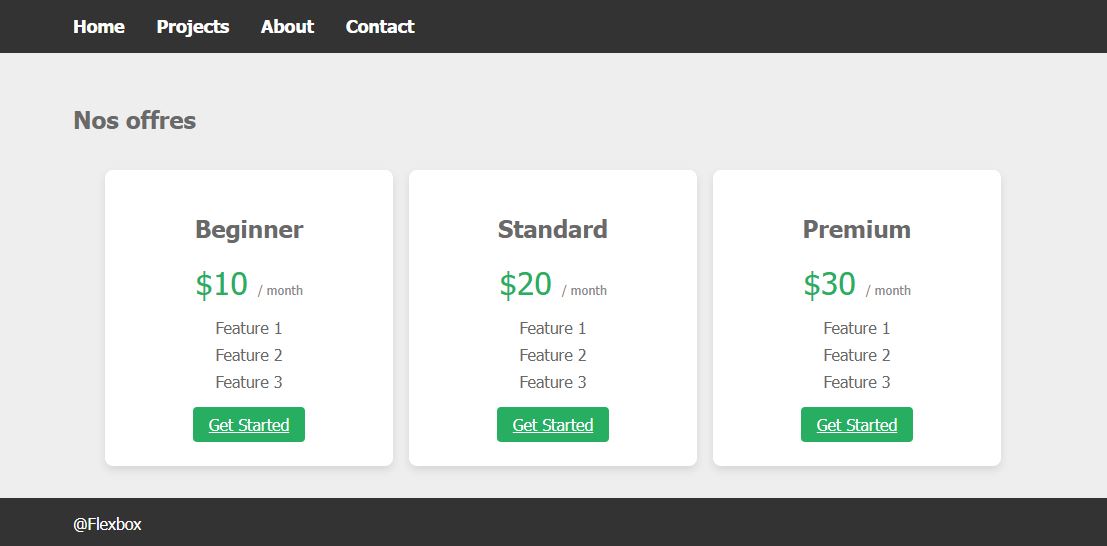 Home Projects About Contact
Nos offres
Beginner
$10 / month
Feature 1
Feature 2
Feature 3
Get Started
Standard
$20 / month
Feature 1
Feature 2
Feature 3
Get Started
Premium
$30 / month
Feature 1
Feature 2
Feature 3
Get Started
@Flexbox